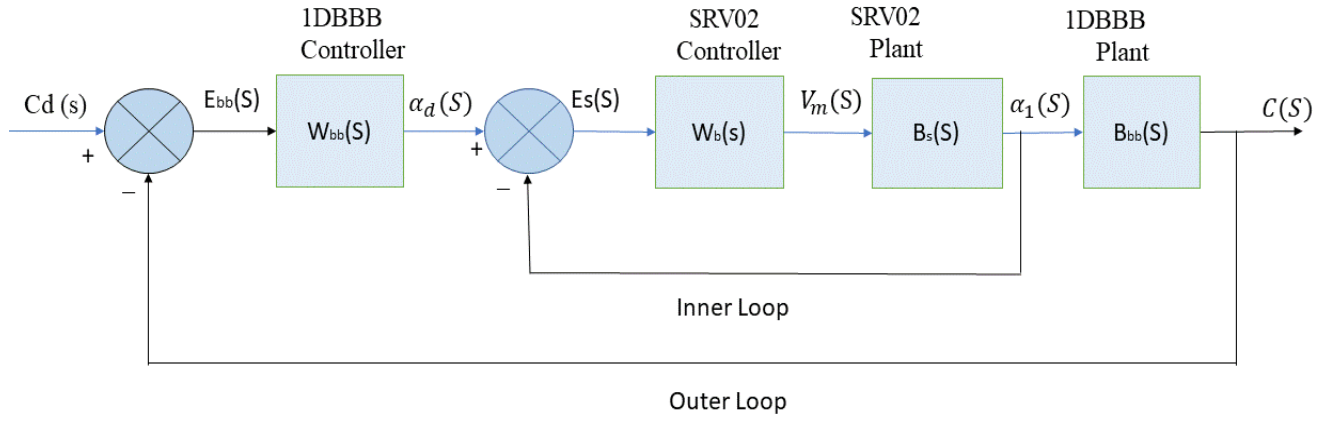 1DBBB
Controller
SRV02
Controller
SRV02
Plant
1DBBB
Plant
Cd (s)
+
−
Ebb(S)
Wbb(S)
αd(S)
+
−
Es(S)
Wb(s)
Vm(S)
Bs(S)
α1(S)
Bbb(S)
C(S)
Inner Loop
Outer Loop